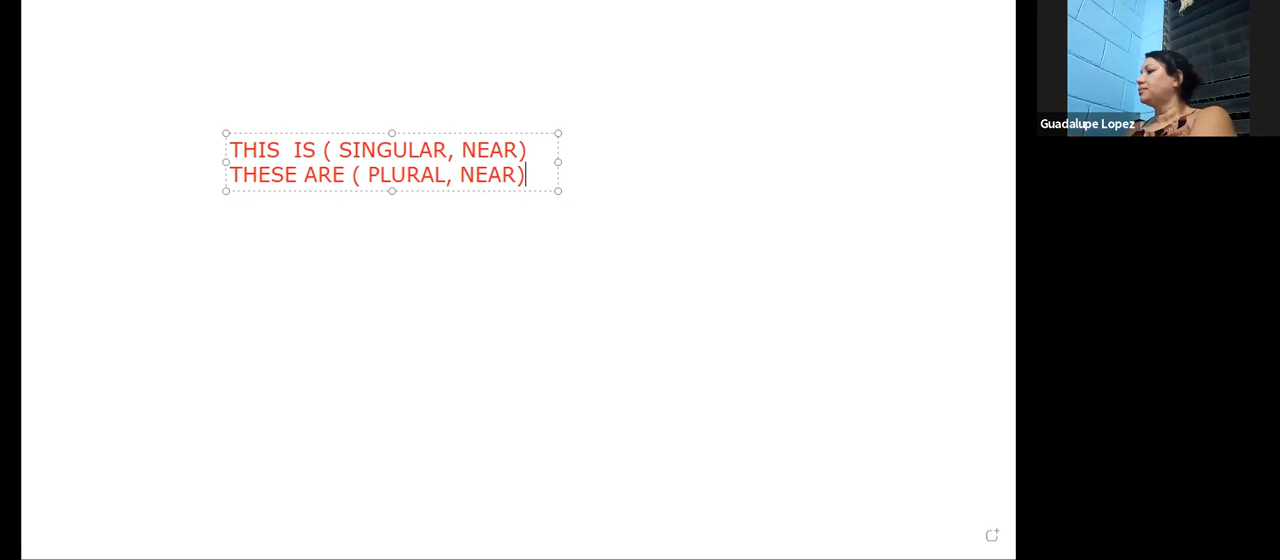 THIS  IS ( SINGULAR, NEAR)
THESE ARE ( PLURAL, NEAR)
Guadalupe Lopez